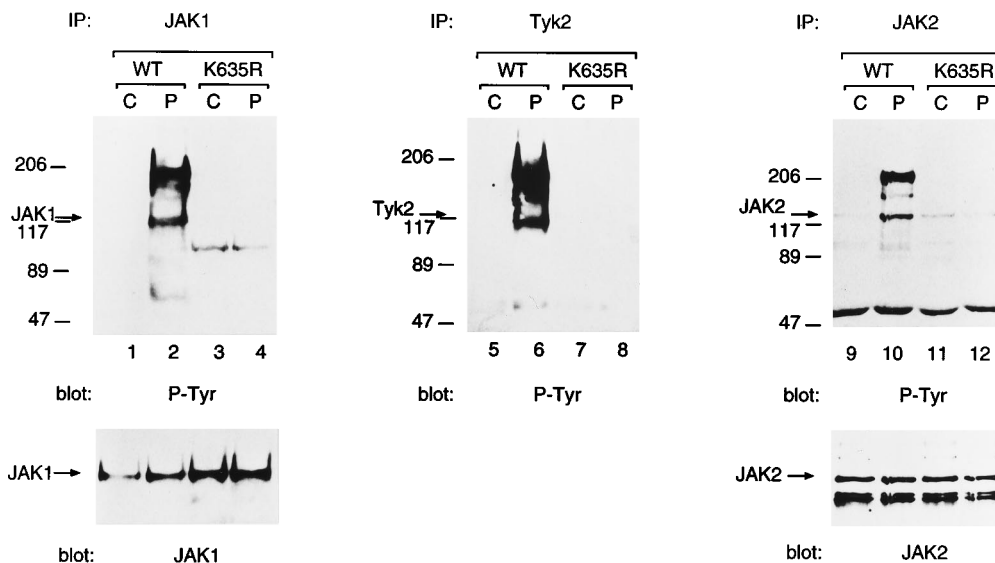 IP: JAK1
WT K635R
C P C P
206
JAK1
117
89
47
1 2 3 4
blot: P-Tyr
JAK1
blot: JAK1
IP: Tyk2
WT K635R
C P C P
206
Tyk2
117
89
47
5 6 7 8
blot: P-Tyr
IP: JAK2
WT K635R
C P C P
206
JAK2
117
89
47
9 10 11 12
blot: P-Tyr
JAK2
blot: JAK2